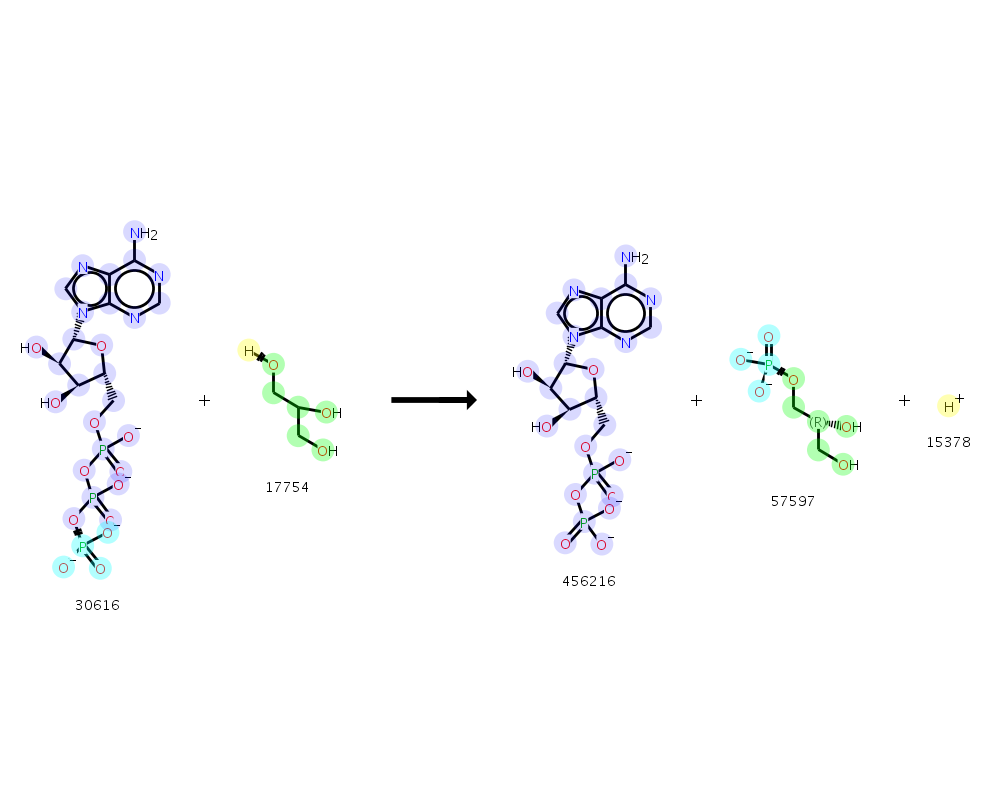 NH2
N
N
N
N
HO
O
HO
O
O-
P
O
O
O-
P
O
O
O-
P
O-
O
30616
+
H
O
OH
OH
17754
NH2
N
N
N
N
HO
O
HO
O
O-
P
O
O
O-
P
O
O-
456216
+
O
O-
P
O
O-
(R)
OH
OH
57597
+
H+
15378